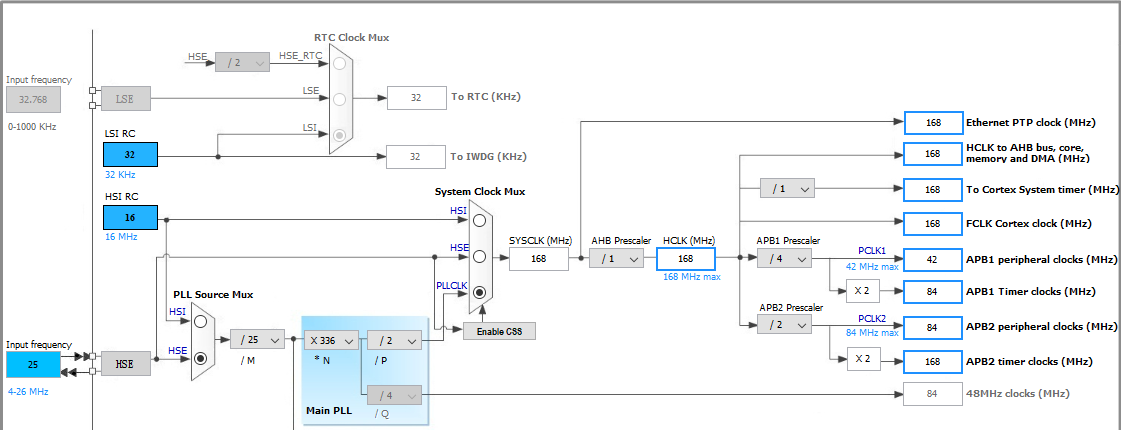 RTC Clock Mux
HSE
/ 2
HSE_RTC
Input frequency
32.768
0-1000 KHz
LSE
LSE
32
To RTC (KHz)
LSI RC
32
32 KHz
LSI
32
To IWDG (KHz)
HSI RC
16
16 MHz
System Clock Mux
HSI
HSE
PLLCLK
Enable CSS
SYSCLK (MHz)
168
AHB Prescaler
/ 1
HCLK (MHz)
168
168 MHz max
168
Ethernet PTP clock (MHz)
168
HCLK to AHB bus, core,
memory and DMA (MHz)
/ 1
168
To Cortex System timer (MHz)
168
FCLK Cortex clock (MHz)
APB1 Prescaler
/ 4
PCLK1
42 MHz max
42
APB1 peripheral clocks (MHz)
X 2
84
APB1 Timer clocks (MHz)
APB2 Prescaler
/ 2
PCLK2
84 MHz max
84
APB2 peripheral clocks (MHz)
X 2
168
APB2 timer clocks (MHz)
84
48MHz clocks (MHz)
PLL Source Mux
HSI
HSE
Input frequency
25
4-26 MHz
HSE
/ 25
/ M
X 336
* N
/ 2
/ P
/ 4
/ Q
Main PLL